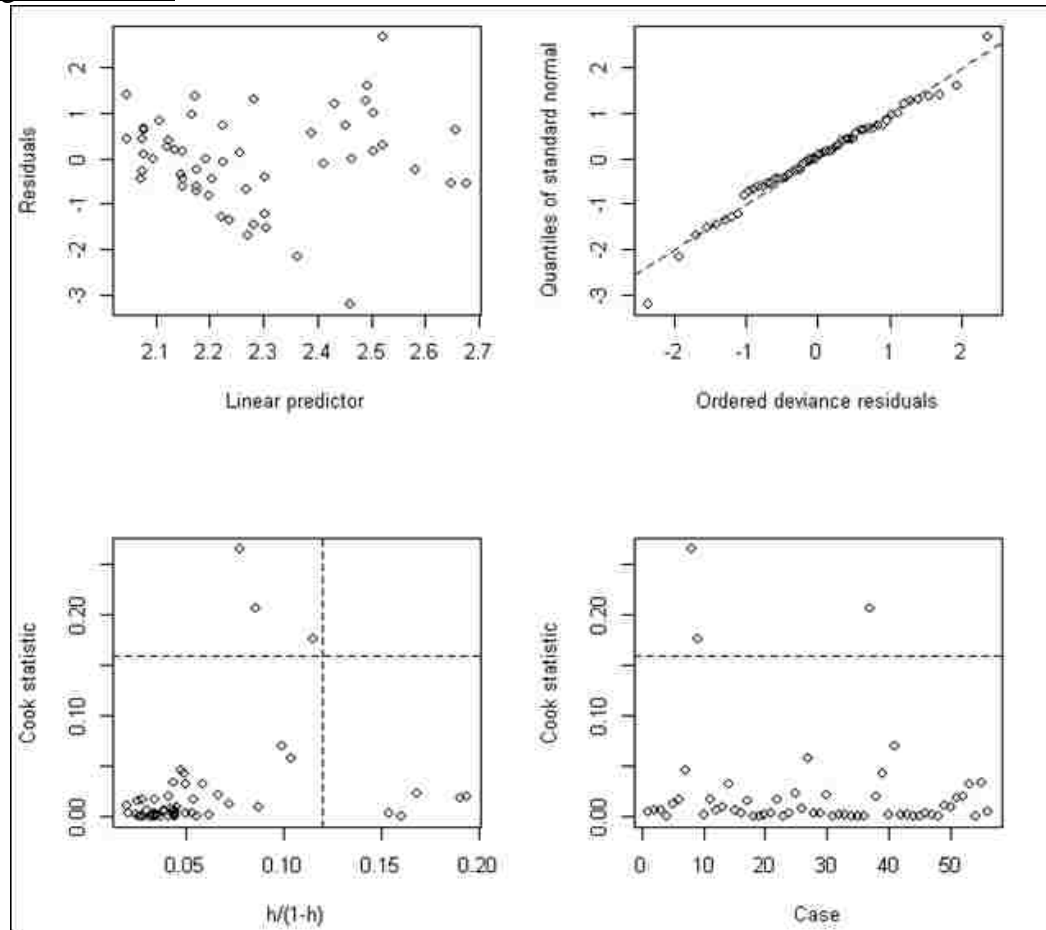 Residuals
2
1
0
-1
-2
-3
2.1 2.2 2.3 2.4 2.5 2.6 2.7
Linear predictor
Quantiles of standard normal
2
1
0
-1
-2
-3
-2 -1 0 1 2
Ordered deviance residuals
Cook statistic
0.20
0.10
0.00
0.05 0.10 0.15 0.20
h/(1-h)
Cook statistic
0.20
0.10
0.00
0 10 20 30 40 50
Case